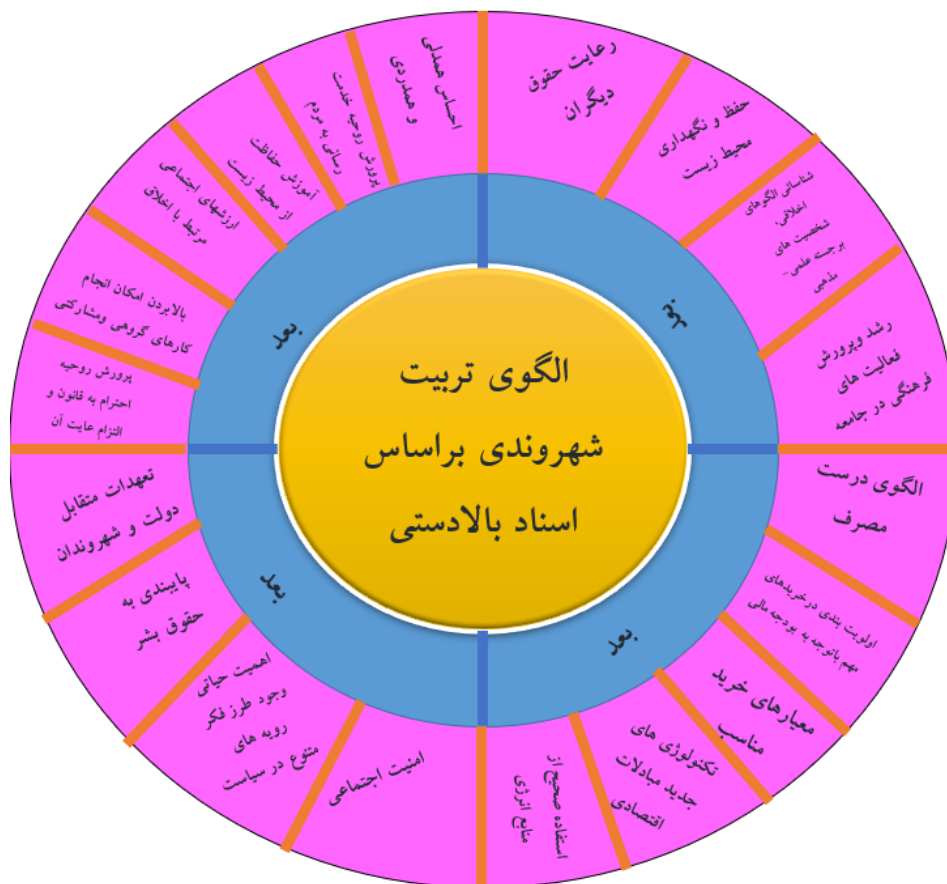 الگوی تربیت
شهروندی براساس
اسناد بالادستی
بعد
بعد
بعد
بعد
رعایت حقوق
دیگران
حفظ و نگهداری
محیط زیست
شناسائی الگوهای
اخلاقی،
شخصیت های
برجسته علمی-
مذهبی
رشد وپرورش
فعالیت های
فرهنگی در جامعه
الگوی درست
مصرف
اولویت بندی درخریدهای
مهم باتوجه به بودجه مالی
معیارهای خرید
مناسب
تکنولوژی های
جدید مبادلات
اقتصادی
استفاده صحیح از
منابع انرژی
امنیت اجتماعی
اهمیت حیاتی
وجود طرز فکر
رویه های
متنوع در سیاست
پایبندی به
حقوق بشر
تعهدات متقابل
دولت و شهروندان
پرورش روحیه
احترام به قانون و
التزام عایت آن
بالابردن امکان انجام
کارهای گروهی ومشارکتی
ارزشهای اجتماعی
مرتبط با اخلاق
آموزش حفاظت
از محیط زیست
پرورش روحیه خدمت
رسانی به مردم
احساس همدلی
و همدردی